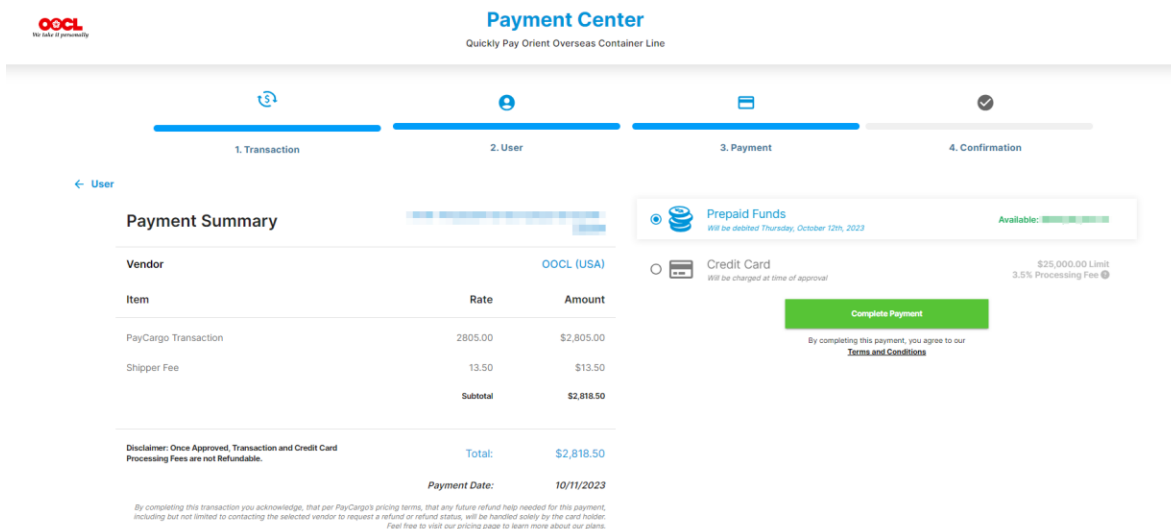 OOCL
We take it personally
Payment Center
Quickly Pay Orient Overseas Container Line
1. Transaction
2. User
3. Payment
4. Confirmation
← User
Payment Summary
Vendor OOCL (USA)
Item Rate Amount
PayCargo Transaction 2805.00 $2,805.00
Shipper Fee 13.50 $13.50
Subtotal $2,818.50
Disclaimer: Once Approved, Transaction and Credit Card
Processing Fees are not Refundable.
Total: $2,818.50
Payment Date: 10/11/2023
By completing this transaction you acknowledge, that per PayCargo's pricing terms, that any future refund help needed for this payment,
including but not limited to contacting the selected vendor to request a refund or refund status, will be handled solely by the card holder.
Feel free to visit our pricing page to learn more about our plans.
Prepaid Funds
Will be debited Thursday, October 12th, 2023
Available:
Credit Card
Will be charged at time of approval
$25,000.00 Limit
3.5% Processing Fee ?
Complete Payment
By completing this payment, you agree to our
Terms and Conditions